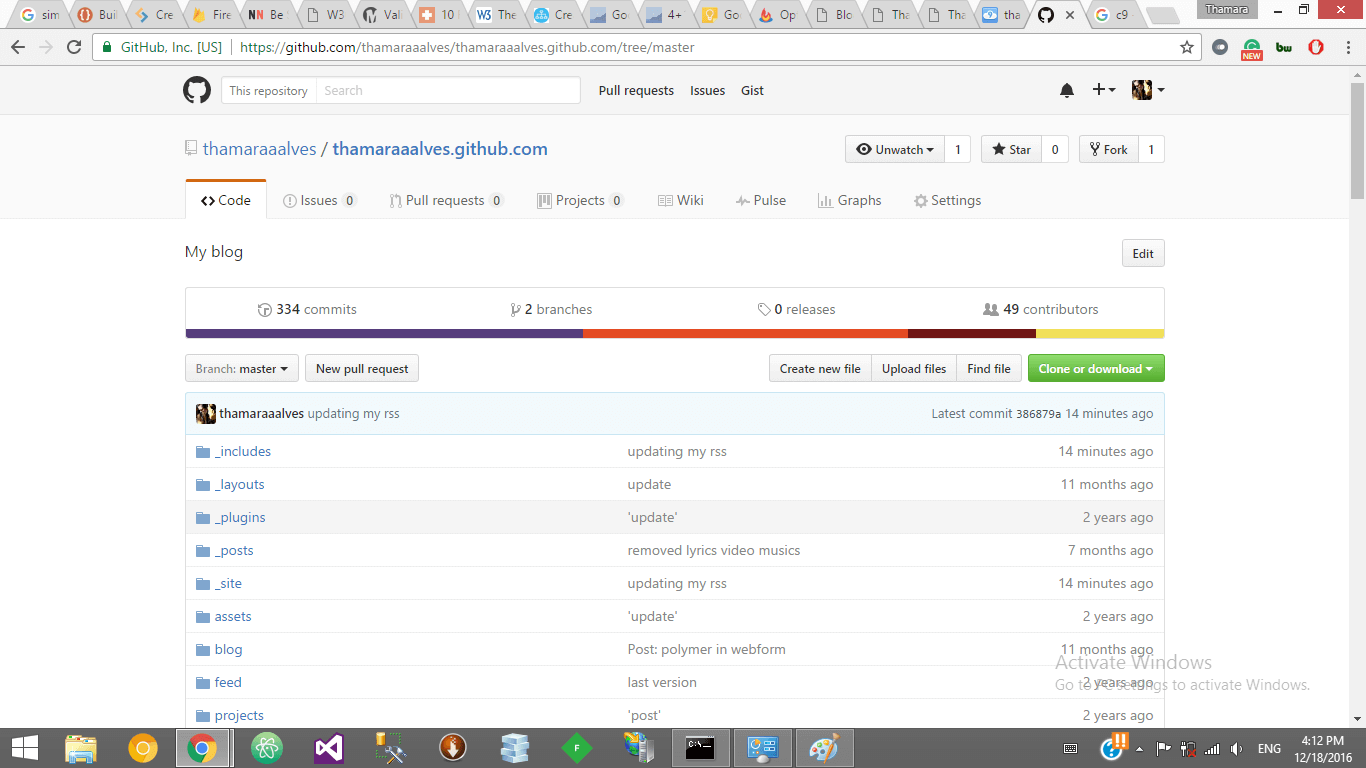 sim Bui Cre Fire Be W3 Vali 10 The Cre Go 4+ Go Op Blo Tha Tha tha c9 Thamara
GitHub, Inc. [US] https://github.com/thamaraaalves/thamaraaalves.github.com/tree/master NEW bw
This repository Search Pull requests Issues Gist
thamaraaalves / thamaraaalves.github.com Unwatch 1 Star 0 Fork 1
Code Issues 0 Pull requests 0 Projects 0 Wiki Pulse Graphs Settings
My blog Edit
334 commits 2 branches 0 releases 49 contributors
Branch: master New pull request Create new file Upload files Find file Clone or download
thamaraaalves updating my rss Latest commit 386879a 14 minutes ago
_includes updating my rss 14 minutes ago
_layouts update 11 months ago
_plugins 'update' 2 years ago
_posts removed lyrics video musics 7 months ago
_site updating my rss 14 minutes ago
assets 'update' 2 years ago
blog Post: polymer in webform 11 months ago
Activate Windows
feed last version 2 years ago
Go to PC settings to activate Windows.
projects 'post' 2 years ago
F C:\ ENG 4:12 PM
12/18/2016